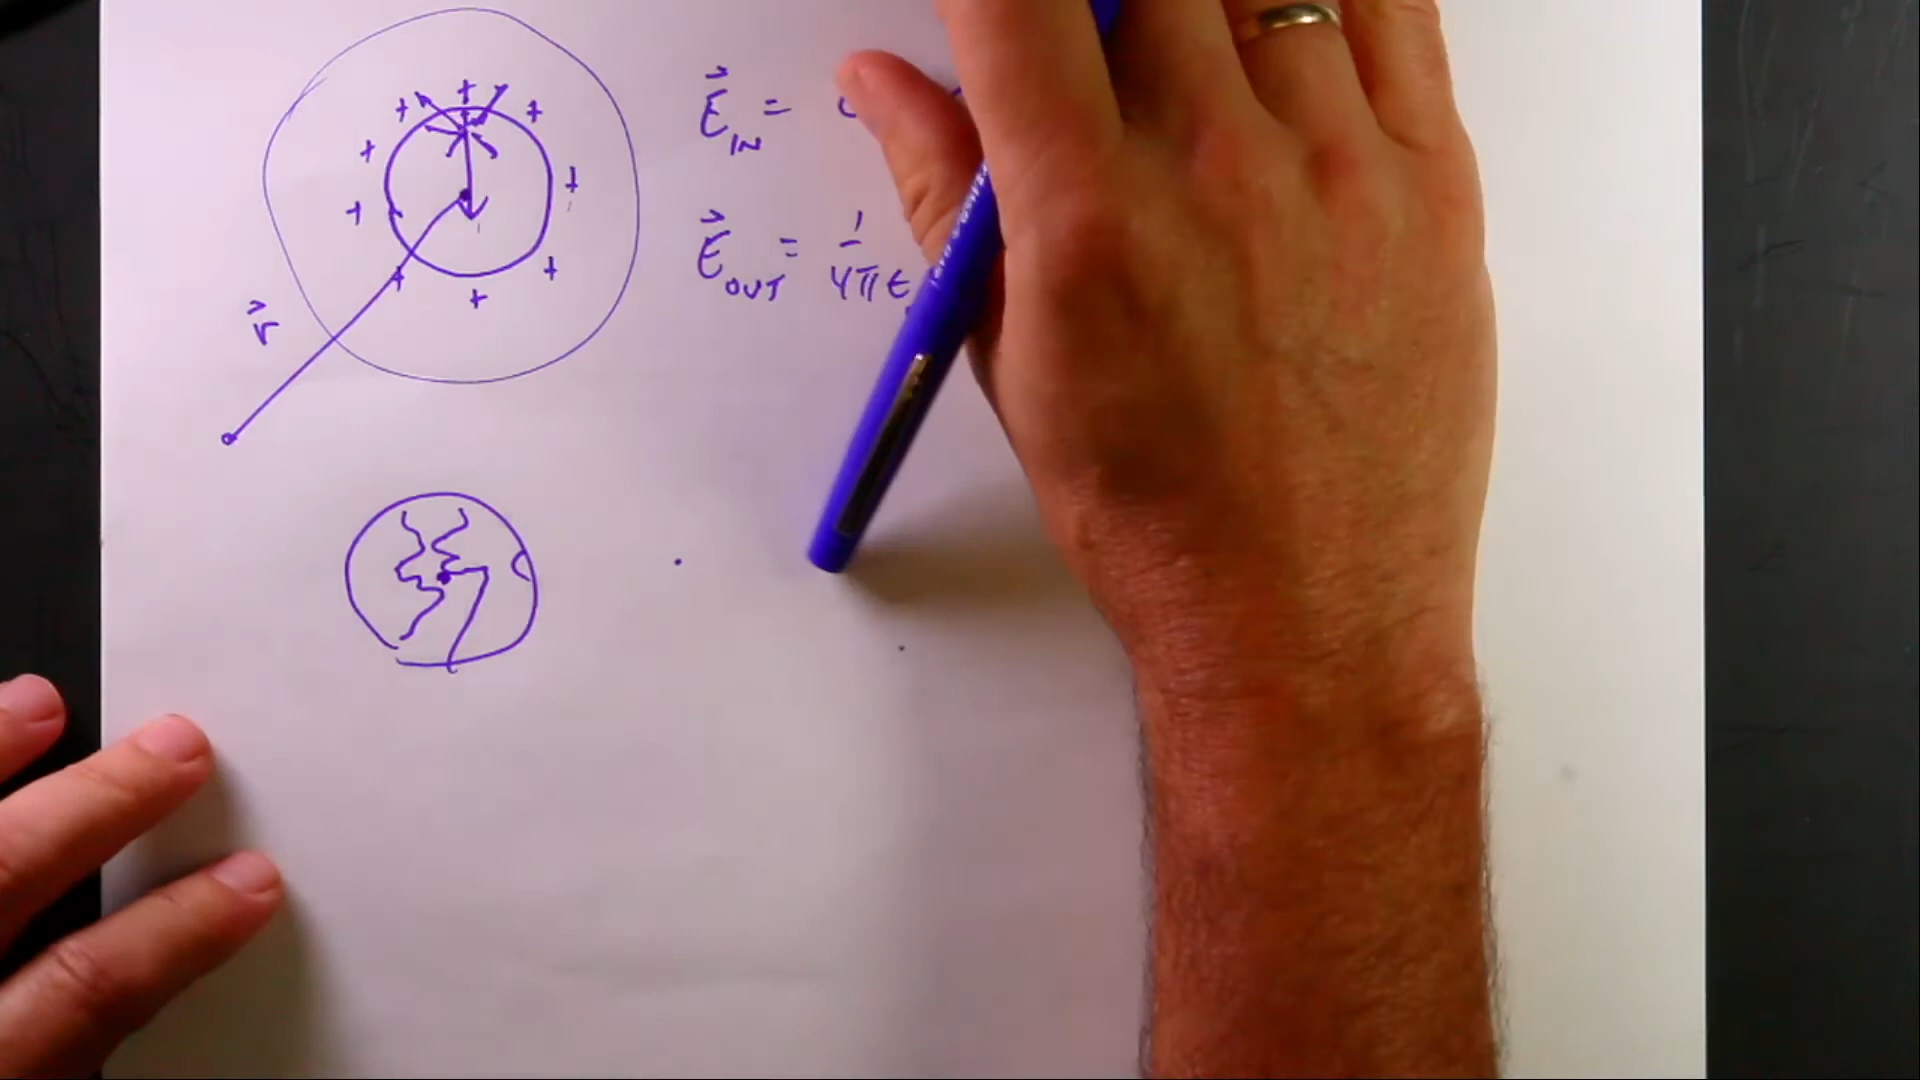 + + + + + + + + + +
E⃗_IN =
E⃗_OUT = 1/4πε
r⃗